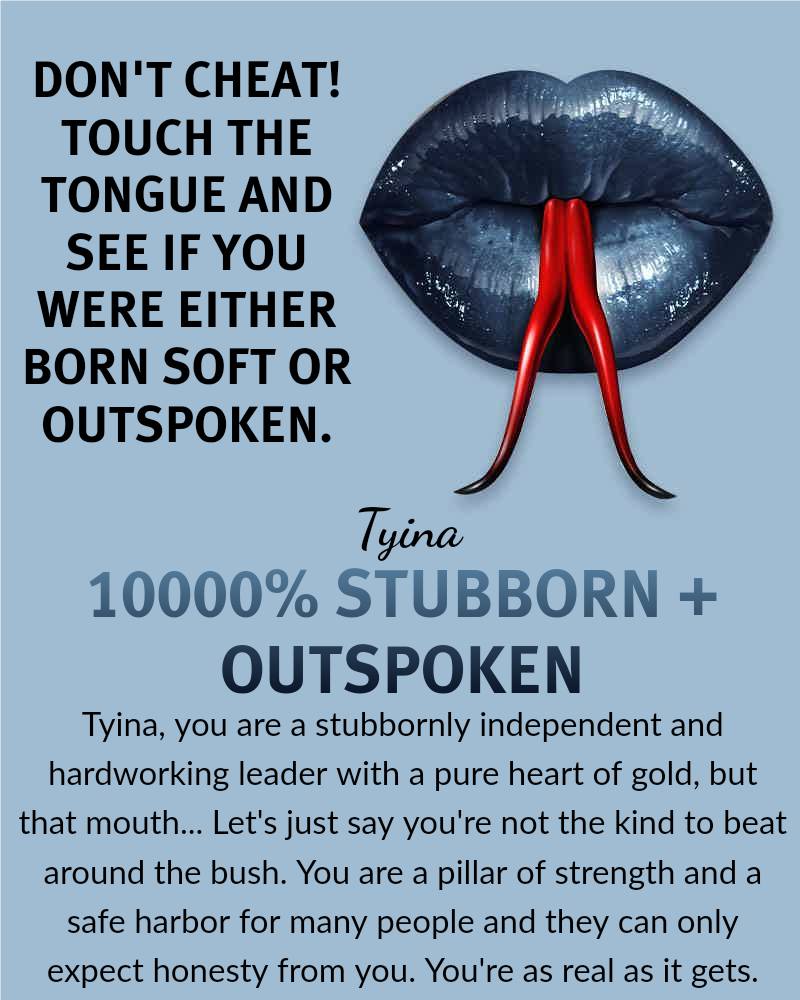 DON'T CHEAT!
TOUCH THE
TONGUE AND
SEE IF YOU
WERE EITHER
BORN SOFT OR
OUTSPOKEN.
Tyina
10000% STUBBORN +
OUTSPOKEN
Tyina, you are a stubbornly independent and
hardworking leader with a pure heart of gold, but
that mouth... Let's just say you're not the kind to beat
around the bush. You are a pillar of strength and a
safe harbor for many people and they can only
expect honesty from you. You're as real as it gets.